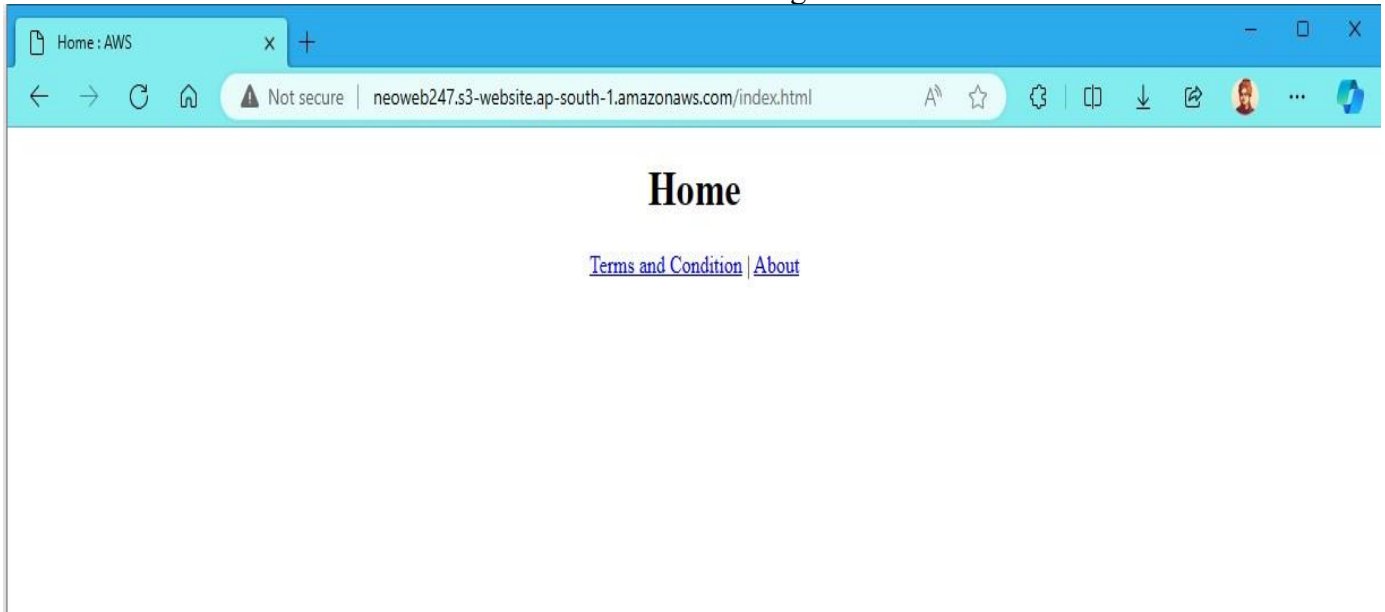 Home : AWS
Not secure | neoweb247.s3-website.ap-south-1.amazonaws.com/index.html
Home
Terms and Condition | About